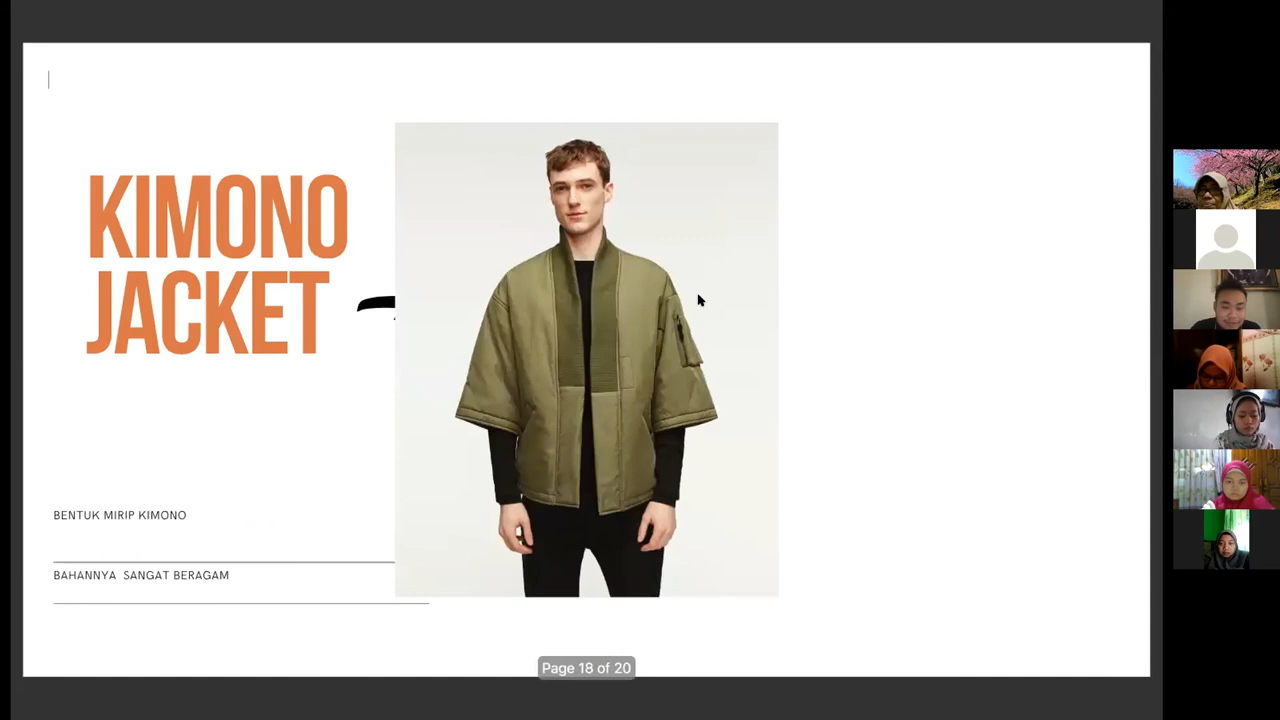 KIMONO
JACKET
BENTUK MIRIP KIMONO
BAHANNYA SANGAT BERAGAM
Page 18 of 20